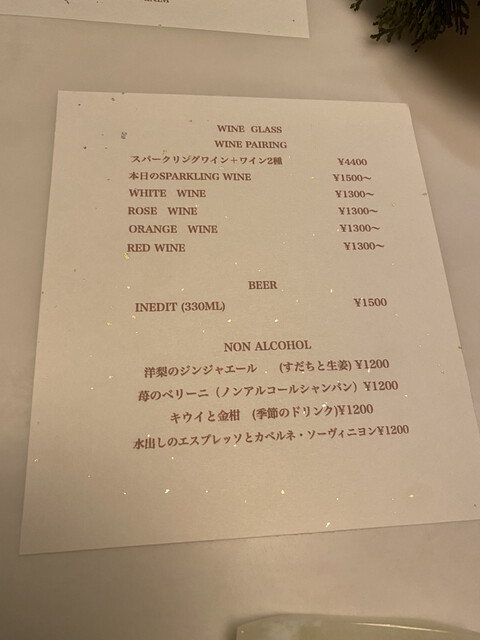 WINE GLASS
WINE PAIRING
スパークリングワイン＋ワイン2種 ¥4400
本日のSPARKLING WINE ¥1500〜
WHITE WINE ¥1300〜
ROSE WINE ¥1300〜
ORANGE WINE ¥1300〜
RED WINE ¥1300〜
BEER
INEDIT (330ML) ¥1500
NON ALCOHOL
洋梨のジンジャエール (すだちと生姜) ¥1200
苺のベリーニ（ノンアルコールシャンパン）¥1200
キウイと金柑 (季節のドリンク)¥1200
水出しのエスプレッソとカベルネ・ソーヴィニヨン¥1200